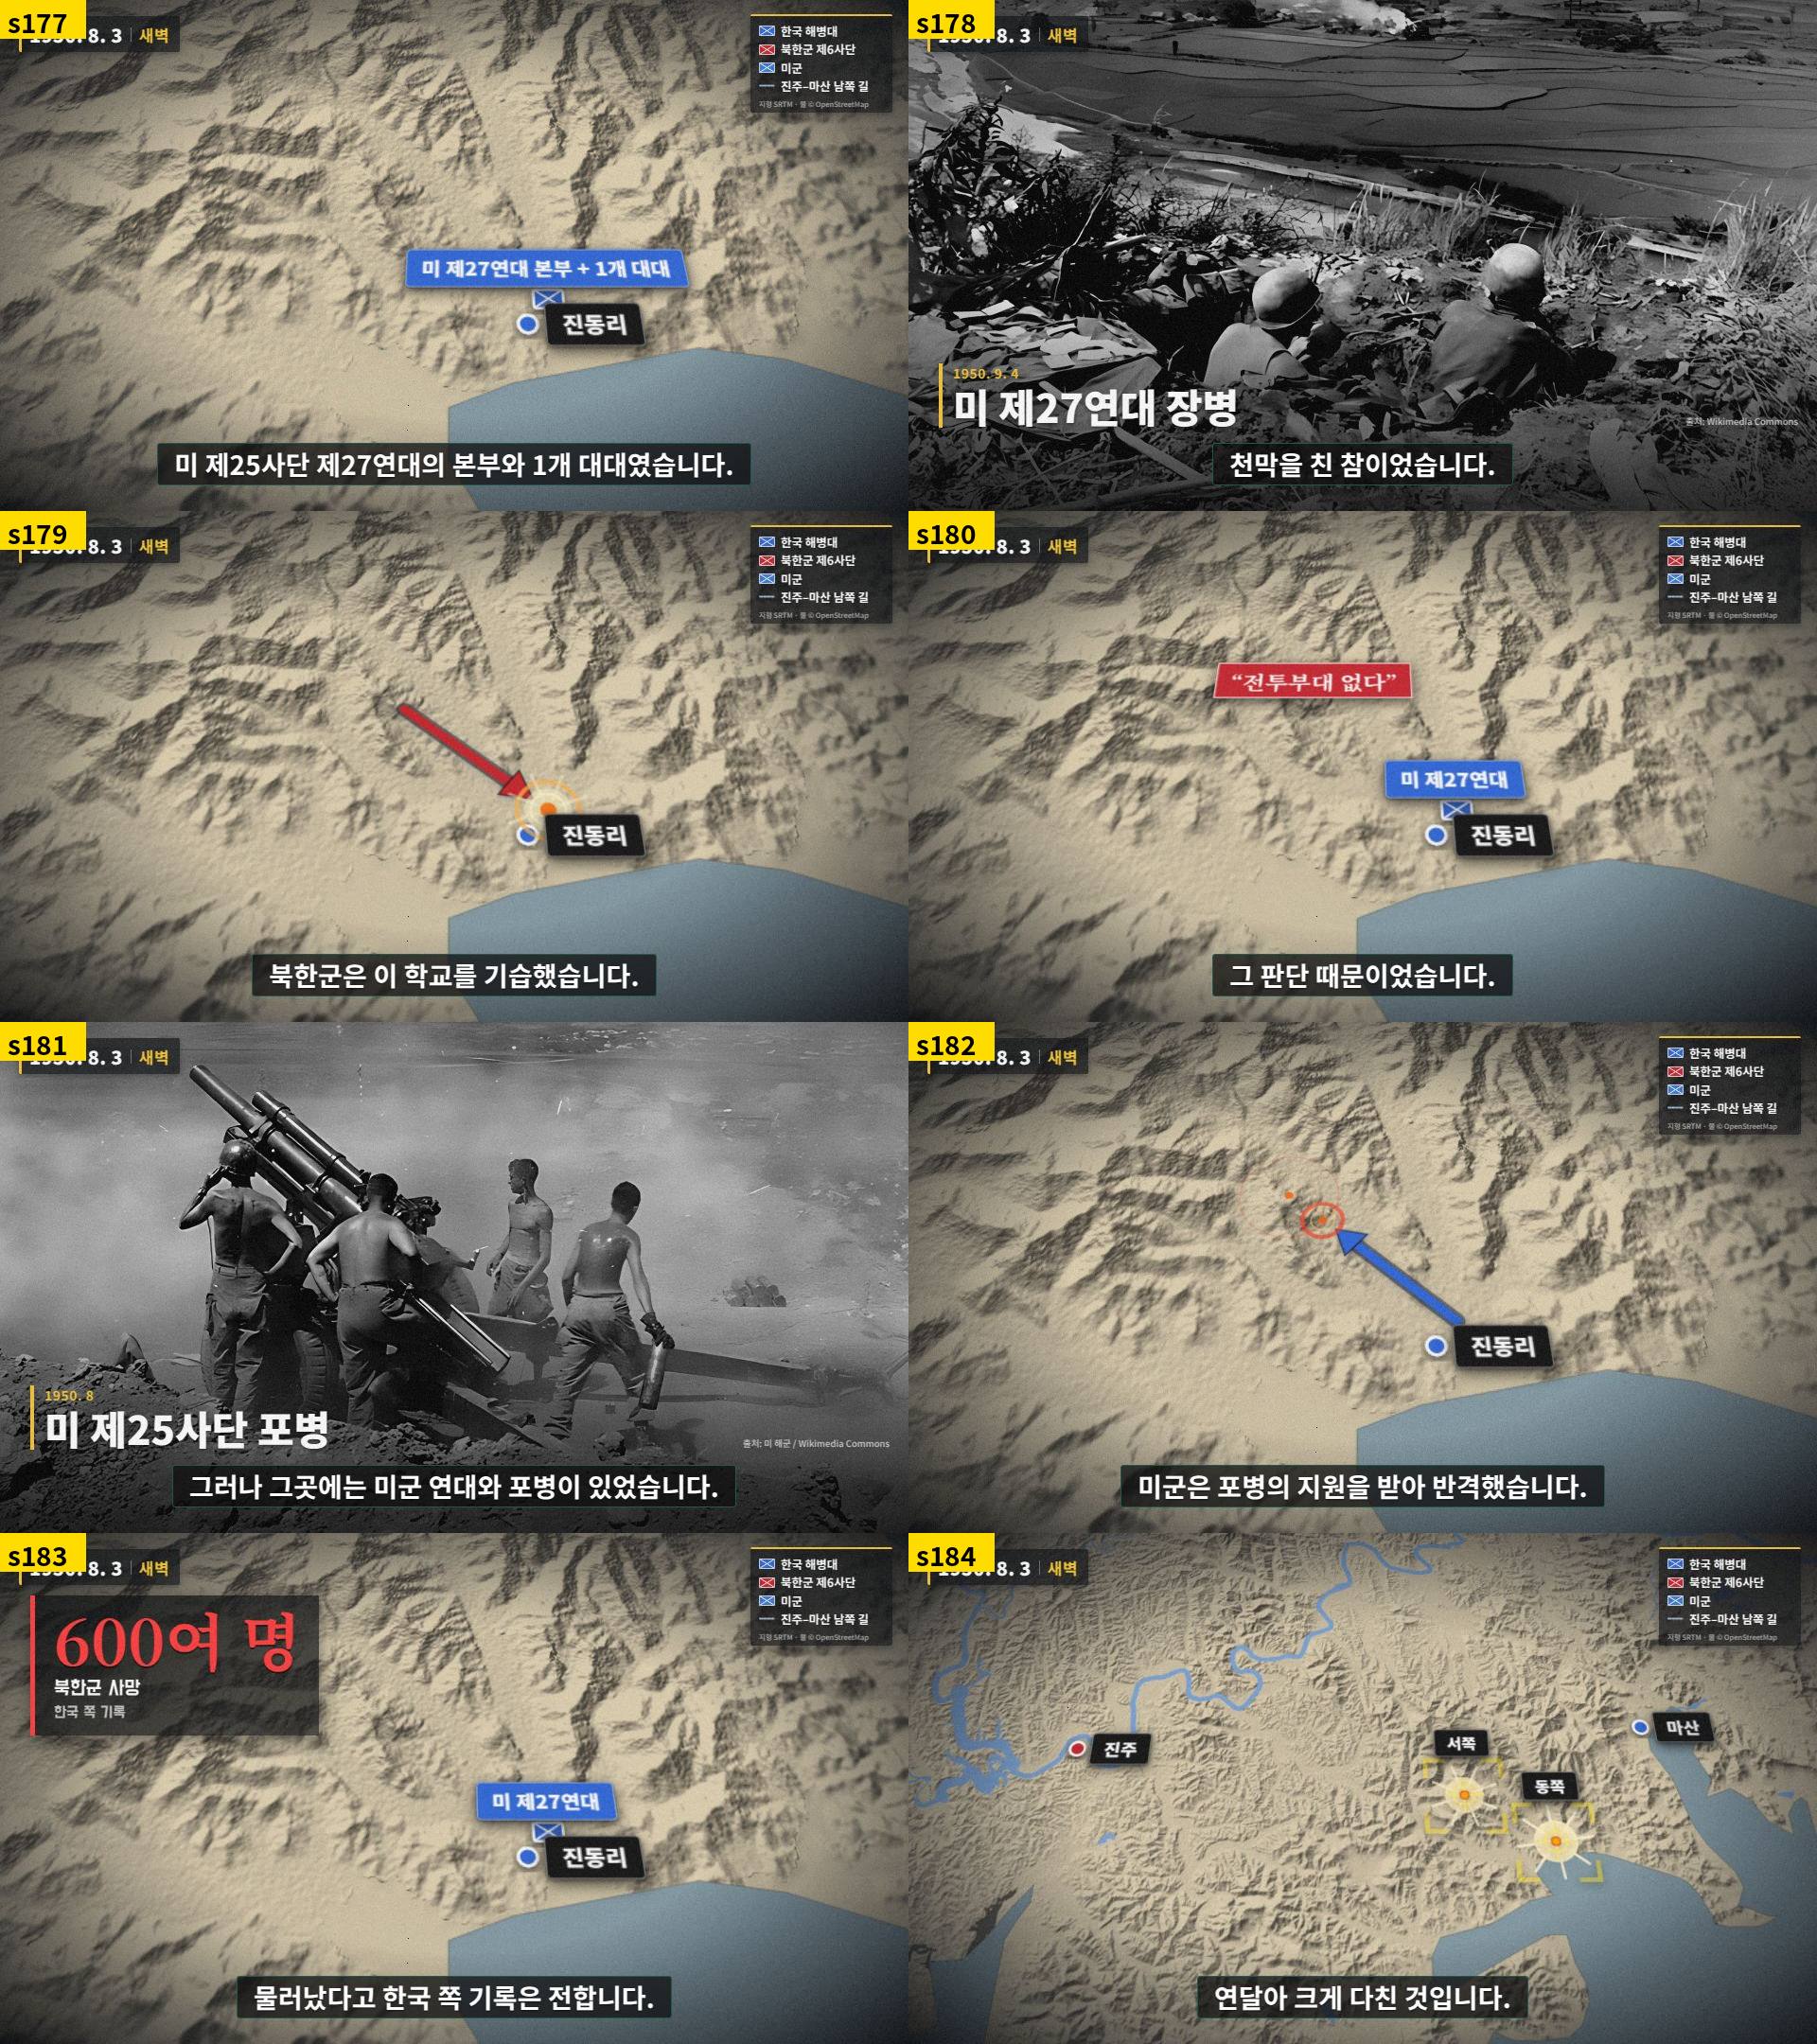 s177
8. 3 새벽
한국 해병대
북한군 제6사단
미군
진주–마산 남쪽 길
지형 SRTM · 물 © OpenStreetMap
미 제27연대 본부 + 1개 대대
진동리
미 제25사단 제27연대의 본부와 1개 대대였습니다.
s178
8. 3 새벽
1950. 9. 4
미 제27연대 장병
출처: Wikimedia Commons
천막을 친 참이었습니다.
s179
8. 3 새벽
한국 해병대
북한군 제6사단
미군
진주–마산 남쪽 길
지형 SRTM · 물 © OpenStreetMap
진동리
북한군은 이 학교를 기습했습니다.
s180
8. 3 새벽
한국 해병대
북한군 제6사단
미군
진주–마산 남쪽 길
지형 SRTM · 물 © OpenStreetMap
“전투부대 없다”
미 제27연대
진동리
그 판단 때문이었습니다.
s181
8. 3 새벽
1950. 8
미 제25사단 포병
출처: 미 해군 / Wikimedia Commons
그러나 그곳에는 미군 연대와 포병이 있었습니다.
s182
8. 3 새벽
한국 해병대
북한군 제6사단
미군
진주–마산 남쪽 길
지형 SRTM · 물 © OpenStreetMap
진동리
미군은 포병의 지원을 받아 반격했습니다.
s183
8. 3 새벽
한국 해병대
북한군 제6사단
미군
진주–마산 남쪽 길
지형 SRTM · 물 © OpenStreetMap
600여 명
북한군 사망
한국 쪽 기록
미 제27연대
진동리
물러났다고 한국 쪽 기록은 전합니다.
s184
8. 3 새벽
한국 해병대
북한군 제6사단
미군
진주–마산 남쪽 길
지형 SRTM · 물 © OpenStreetMap
마산
서쪽
진주
동쪽
연달아 크게 다친 것입니다.